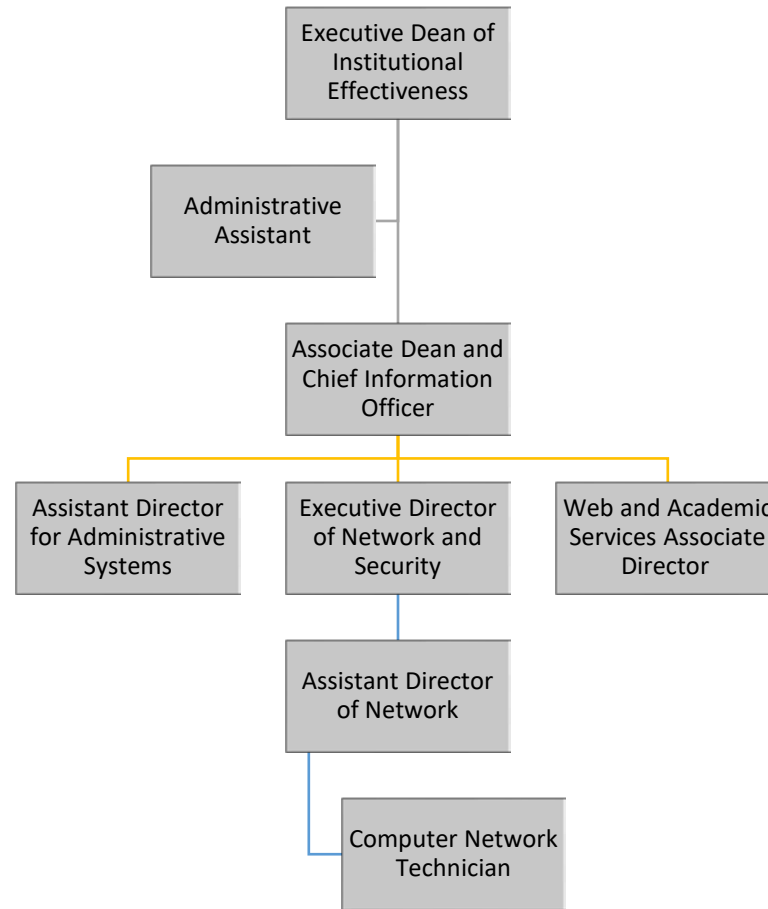 Executive Dean of
Institutional
Effectiveness
Administrative
Assistant
Associate Dean and
Chief Information
Officer
Assistant Director
for Administrative
Systems
Executive Director
of Network and
Security
Web and Academic
Services Associate
Director
Assistant Director
of Network
Computer Network
Technician